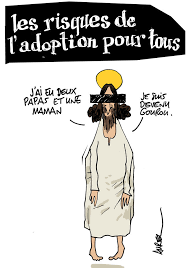 les risques de
l'adoption pour tous
J'AI EU DEUX
PAPAS ET UNE
MAMAN
JE SUIS
DEVENU
GOUROU.